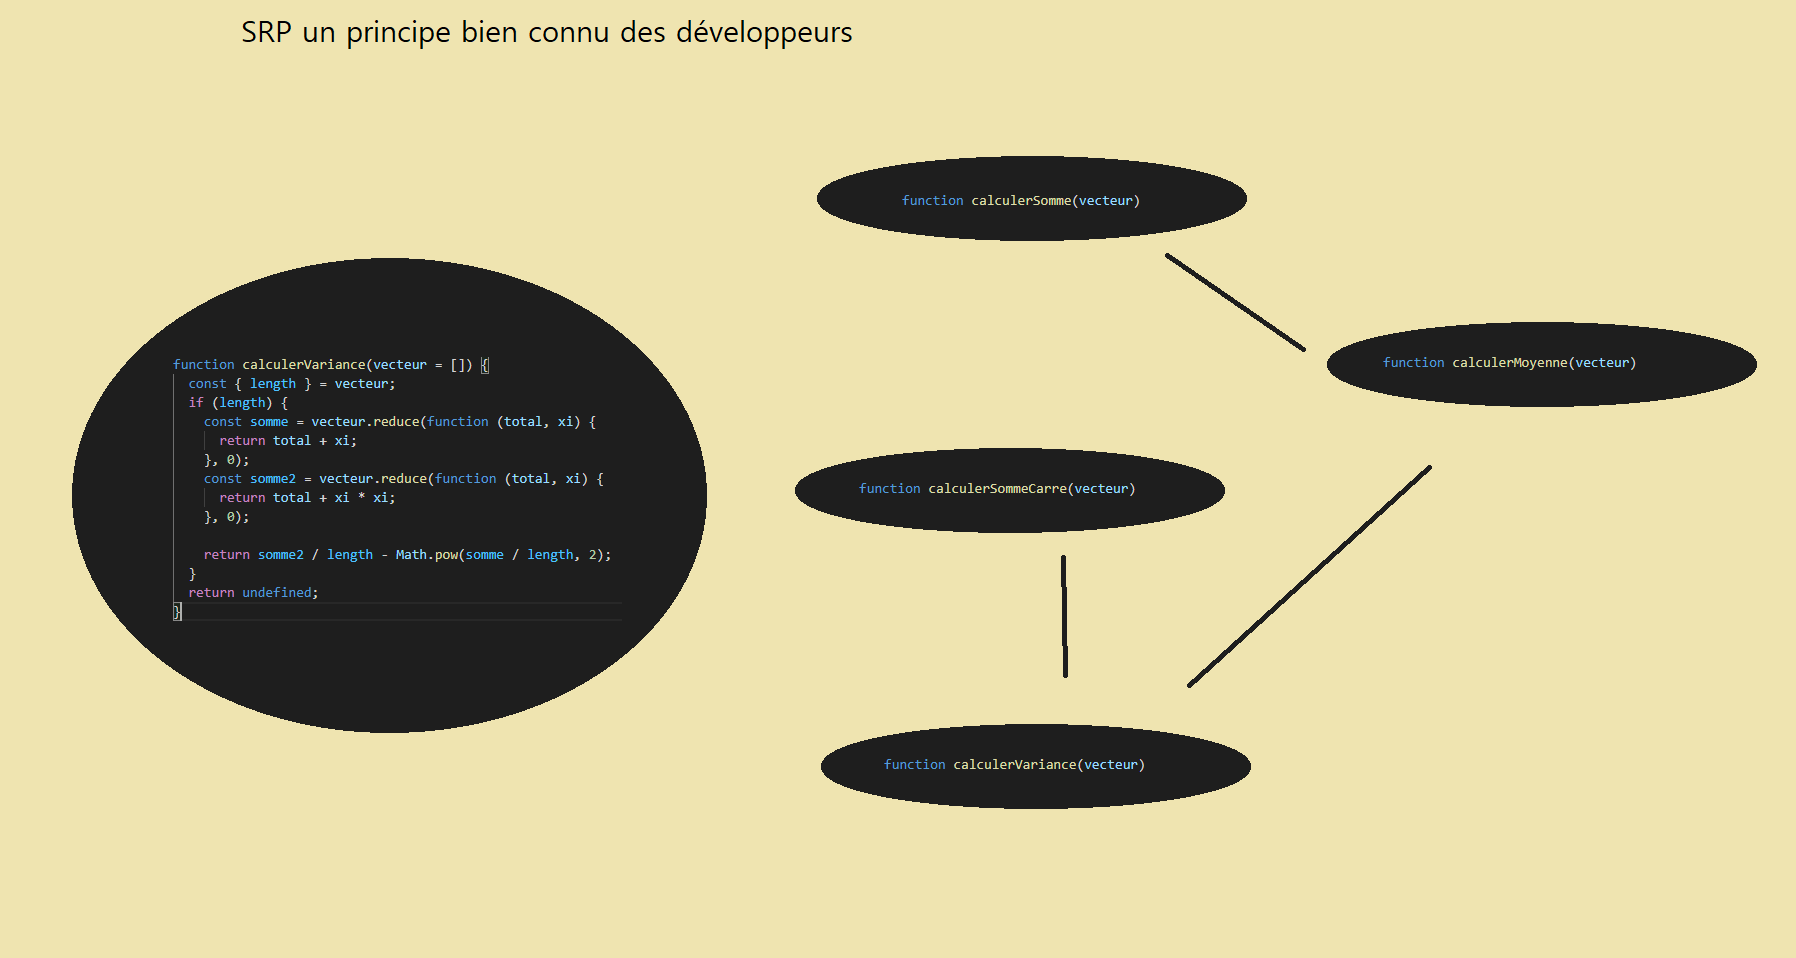 SRP un principe bien connu des développeurs
function calculerSomme(vecteur)
function calculerVariance(vecteur = []) {
const { length } = vecteur;
if (length) {
const somme = vecteur.reduce(function (total, xi) {
return total + xi;
}, 0);
const somme2 = vecteur.reduce(function (total, xi) {
return total + xi * xi;
}, 0);
return somme2 / length - Math.pow(somme / length, 2);
}
return undefined;
}
function calculerMoyenne(vecteur)
function calculerSommeCarre(vecteur)
function calculerVariance(vecteur)